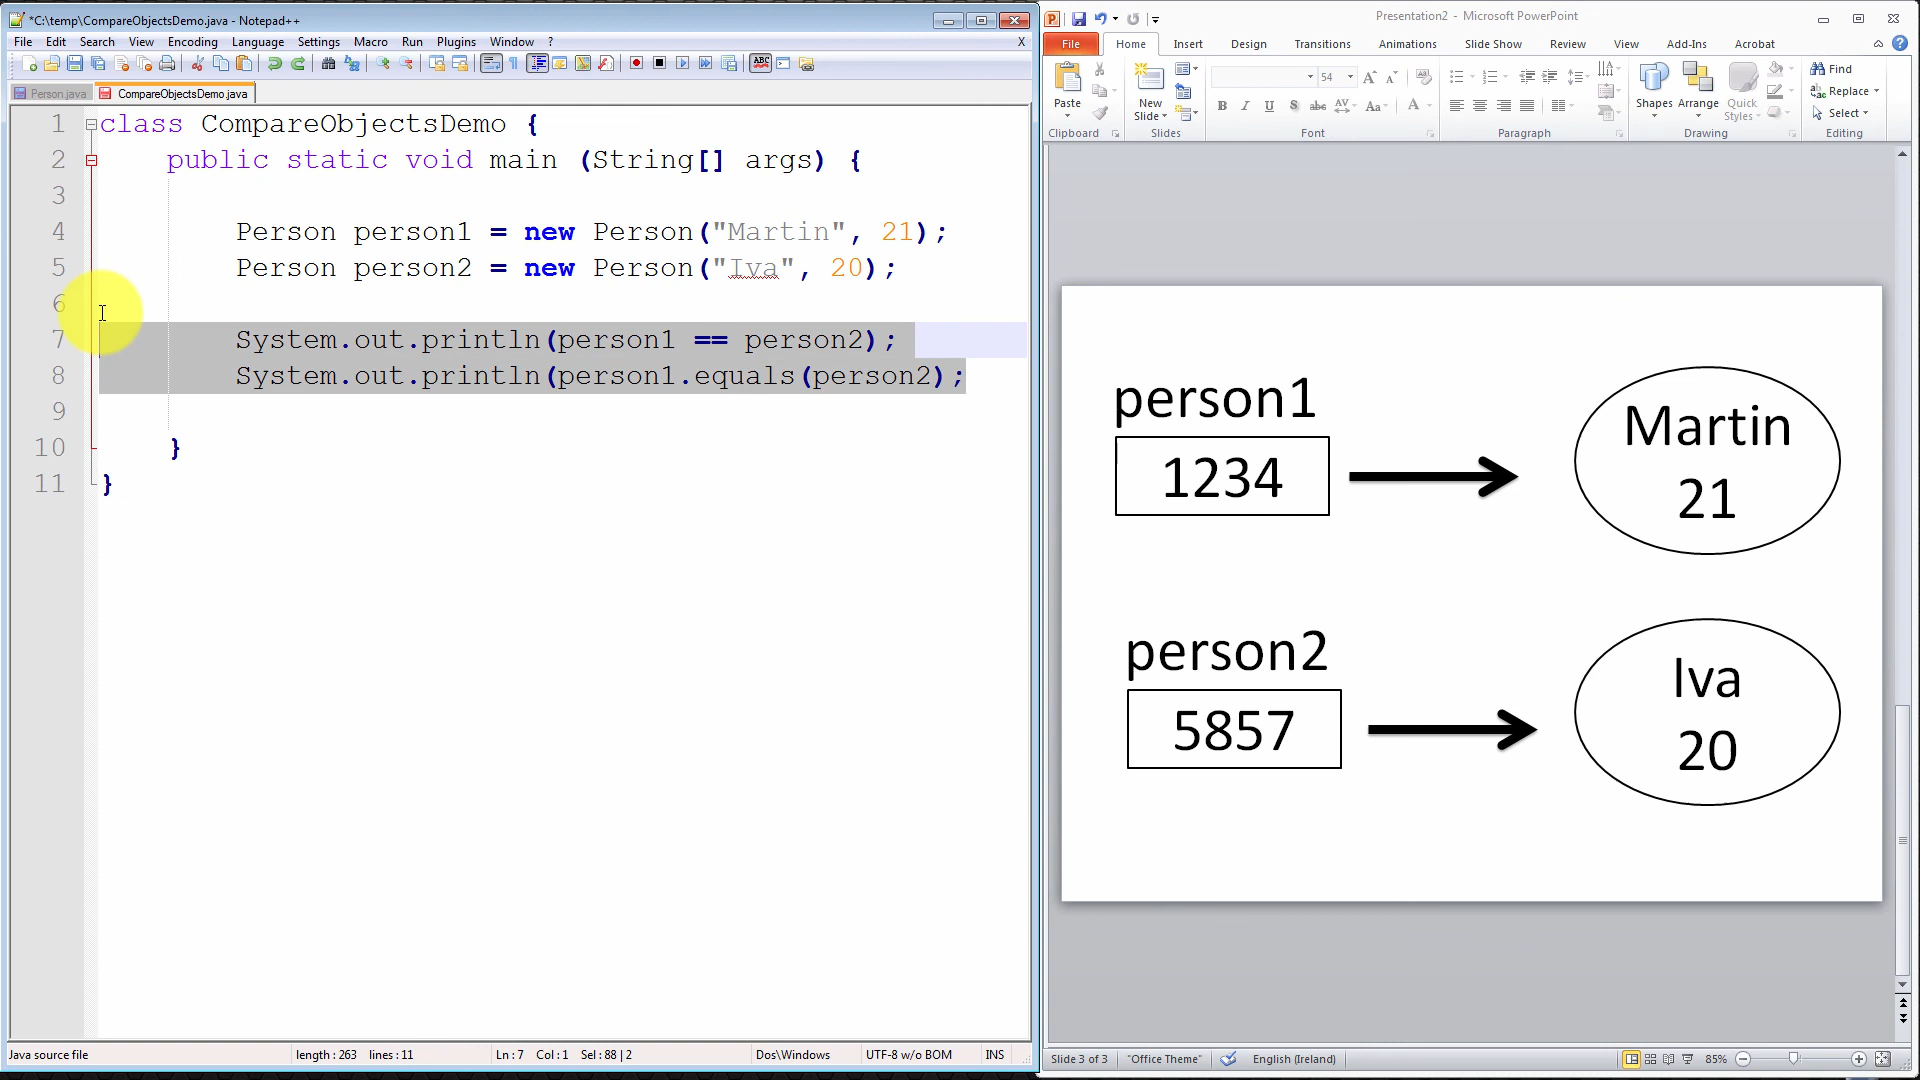 *C:\temp\CompareObjectsDemo.java - Notepad++
File Edit Search View Encoding Language Settings Macro Run Plugins Window ? X
Person.java CompareObjectsDemo.java
1 class CompareObjectsDemo {
2 public static void main (String[] args) {
3
4 Person person1 = new Person("Martin", 21);
5 Person person2 = new Person("Iva", 20);
6
7 System.out.println(person1 == person2);
8 System.out.println(person1.equals(person2);
9
10 }
11 }
Java source file length : 263 lines : 11 Ln : 7 Col : 1 Sel : 88 | 2 Dos\Windows UTF-8 w/o BOM INS
Presentation2 - Microsoft PowerPoint
File Home Insert Design Transitions Animations Slide Show Review View Add-Ins Acrobat
54
Paste
New Slide
Shapes Arrange Quick Styles
Find
Replace
Select
Clipboard Slides Font Paragraph Drawing Editing
person1
1234
Martin
21
person2
5857
Iva
20
Slide 3 of 3 "Office Theme" English (Ireland) 85%